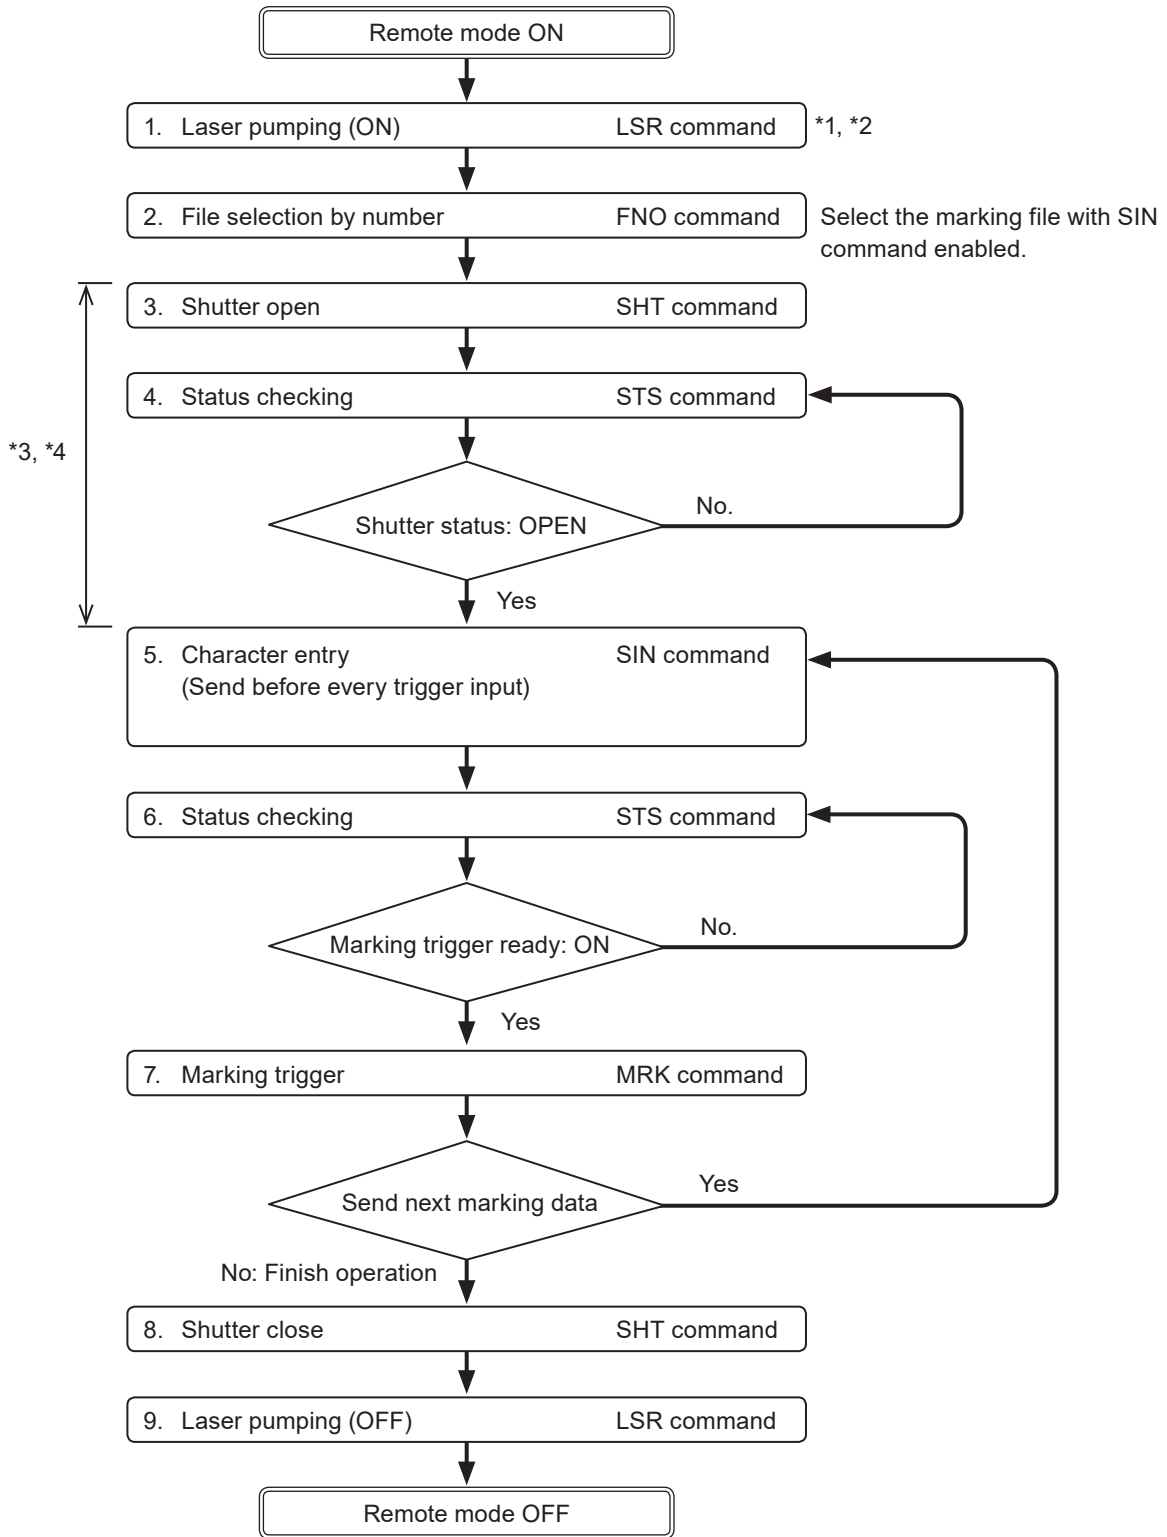 Remote mode ON
1. Laser pumping (ON) LSR command *1, *2
2. File selection by number FNO command Select the marking file with SIN
command enabled.
3. Shutter open SHT command
4. Status checking STS command
*3, *4
No.
Shutter status: OPEN
Yes
5. Character entry SIN command
(Send before every trigger input)
6. Status checking STS command
No.
Marking trigger ready: ON
Yes
7. Marking trigger MRK command
Yes
Send next marking data
No: Finish operation
8. Shutter close SHT command
9. Laser pumping (OFF) LSR command
Remote mode OFF